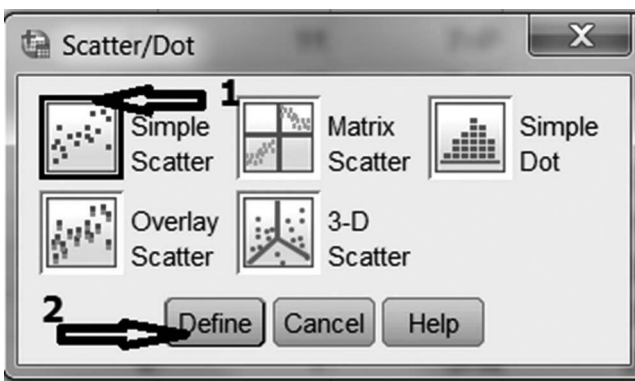 Scatter/Dot
X
1
Simple
Scatter
Matrix
Scatter
Simple
Dot
Overlay
Scatter
3-D
Scatter
2
Define
Cancel
Help